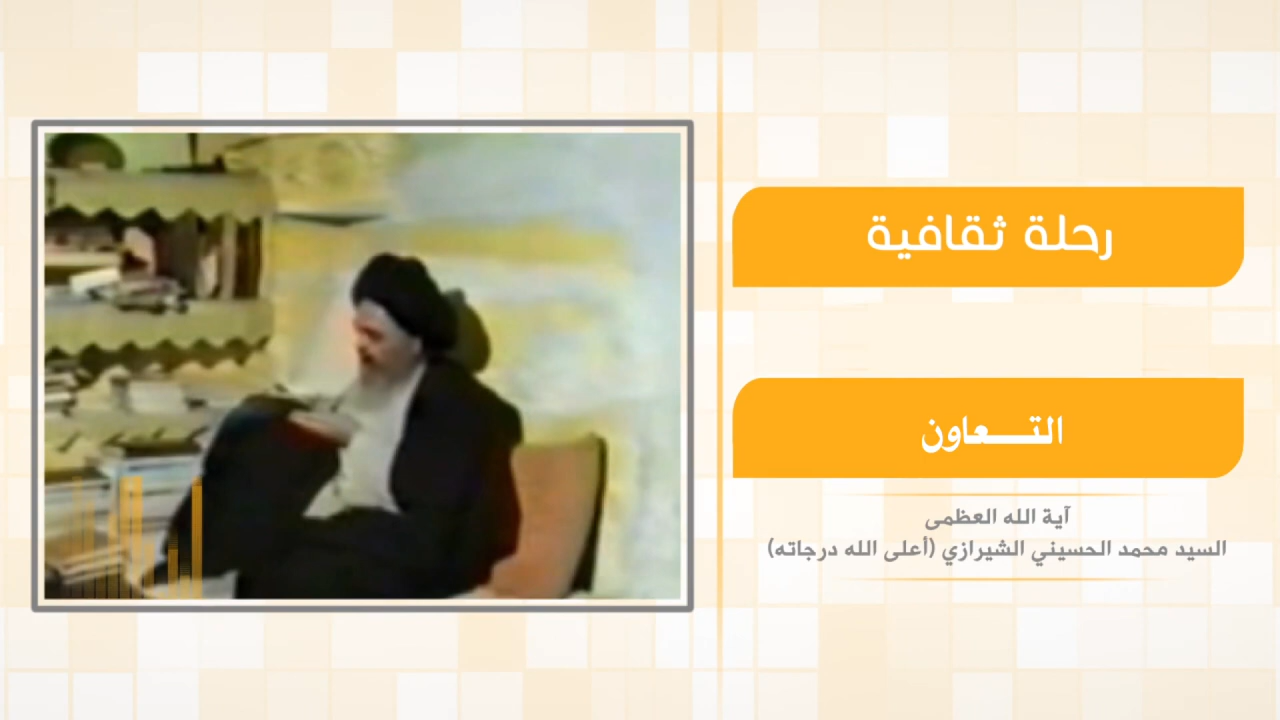 رحلة ثقافية
التـــعاون
آية الله العظمى
السيد محمد الحسيني الشيرازي (أعلى الله درجاته)